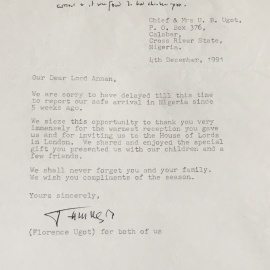 Chief & Mrs D. B. Ugot,
P. O. Box 376,
Calabar,
Cross River State,
Nigeria.
4th December, 199
Our Dear Lord Annan,
We are sorry to have delayed till this time
to report our safe arrival in Nigeria since
5 weeks ago.
We sieze this opportunity to thank you very
immensely for the warmest reception you gave
us and for inviting us to the House of Lords
in London. We shared and enjoyed the special
gift you presented us with our children and a
few friends.
We shall never forget you and your family.
We wish you compliments of the season.
Yours sincerely,
(Florence Ugot) for both of us